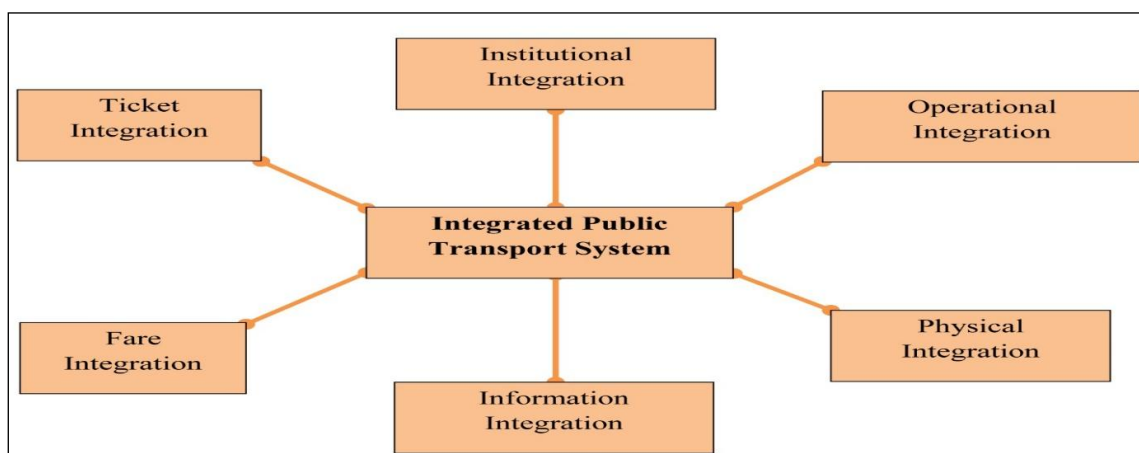 Institutional
Integration
Ticket
Integration
Operational
Integration
Integrated Public
Transport System
Fare
Integration
Physical
Integration
Information
Integration